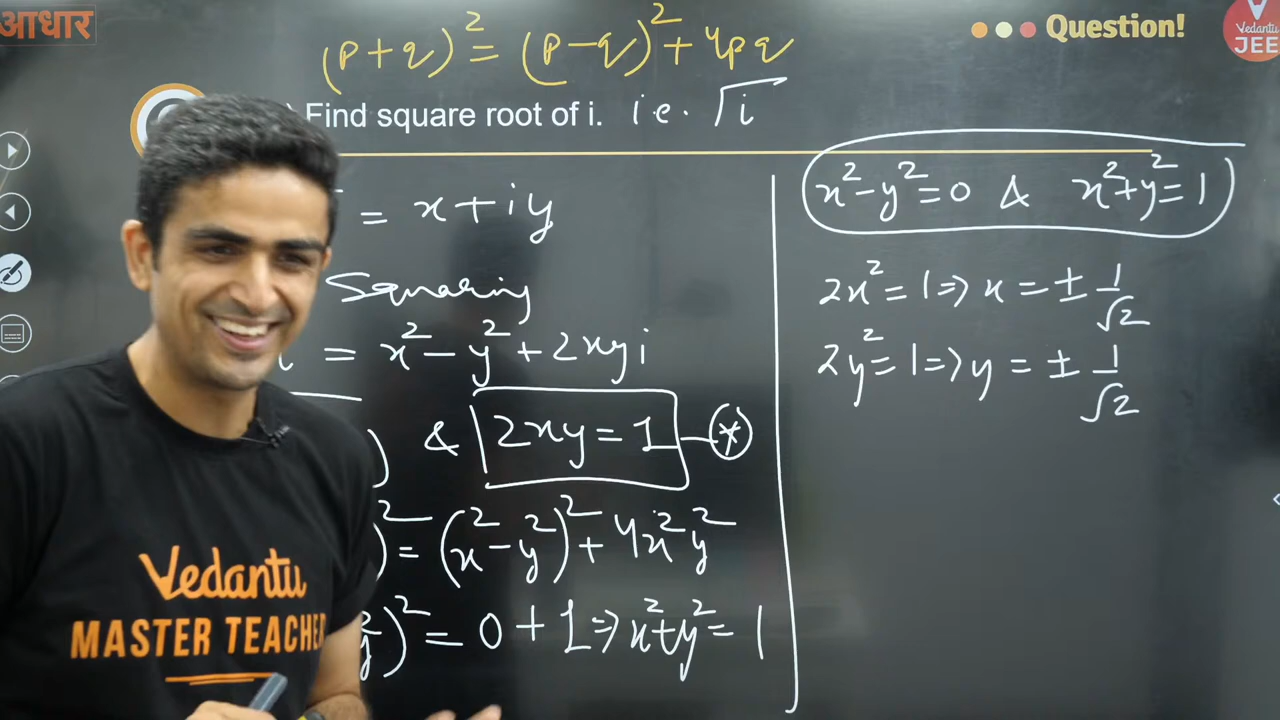 आधार
(p+q)² = (p-q)² + 4pq
Question!
Vedantu
JEE
Find square root of i. i.e. √i
= x + iy
Squaring
i = x² - y² + 2xyi
) & 2xy = 1 - *
)² = (x² - y²)² + 4x²y²
)² = 0 + 1 ⇒ x² + y² = 1
x² - y² = 0 & x² + y² = 1
2x² = 1 ⇒ x = ± 1/√2
2y² = 1 ⇒ y = ± 1/√2
Vedantu
MASTER TEACHER